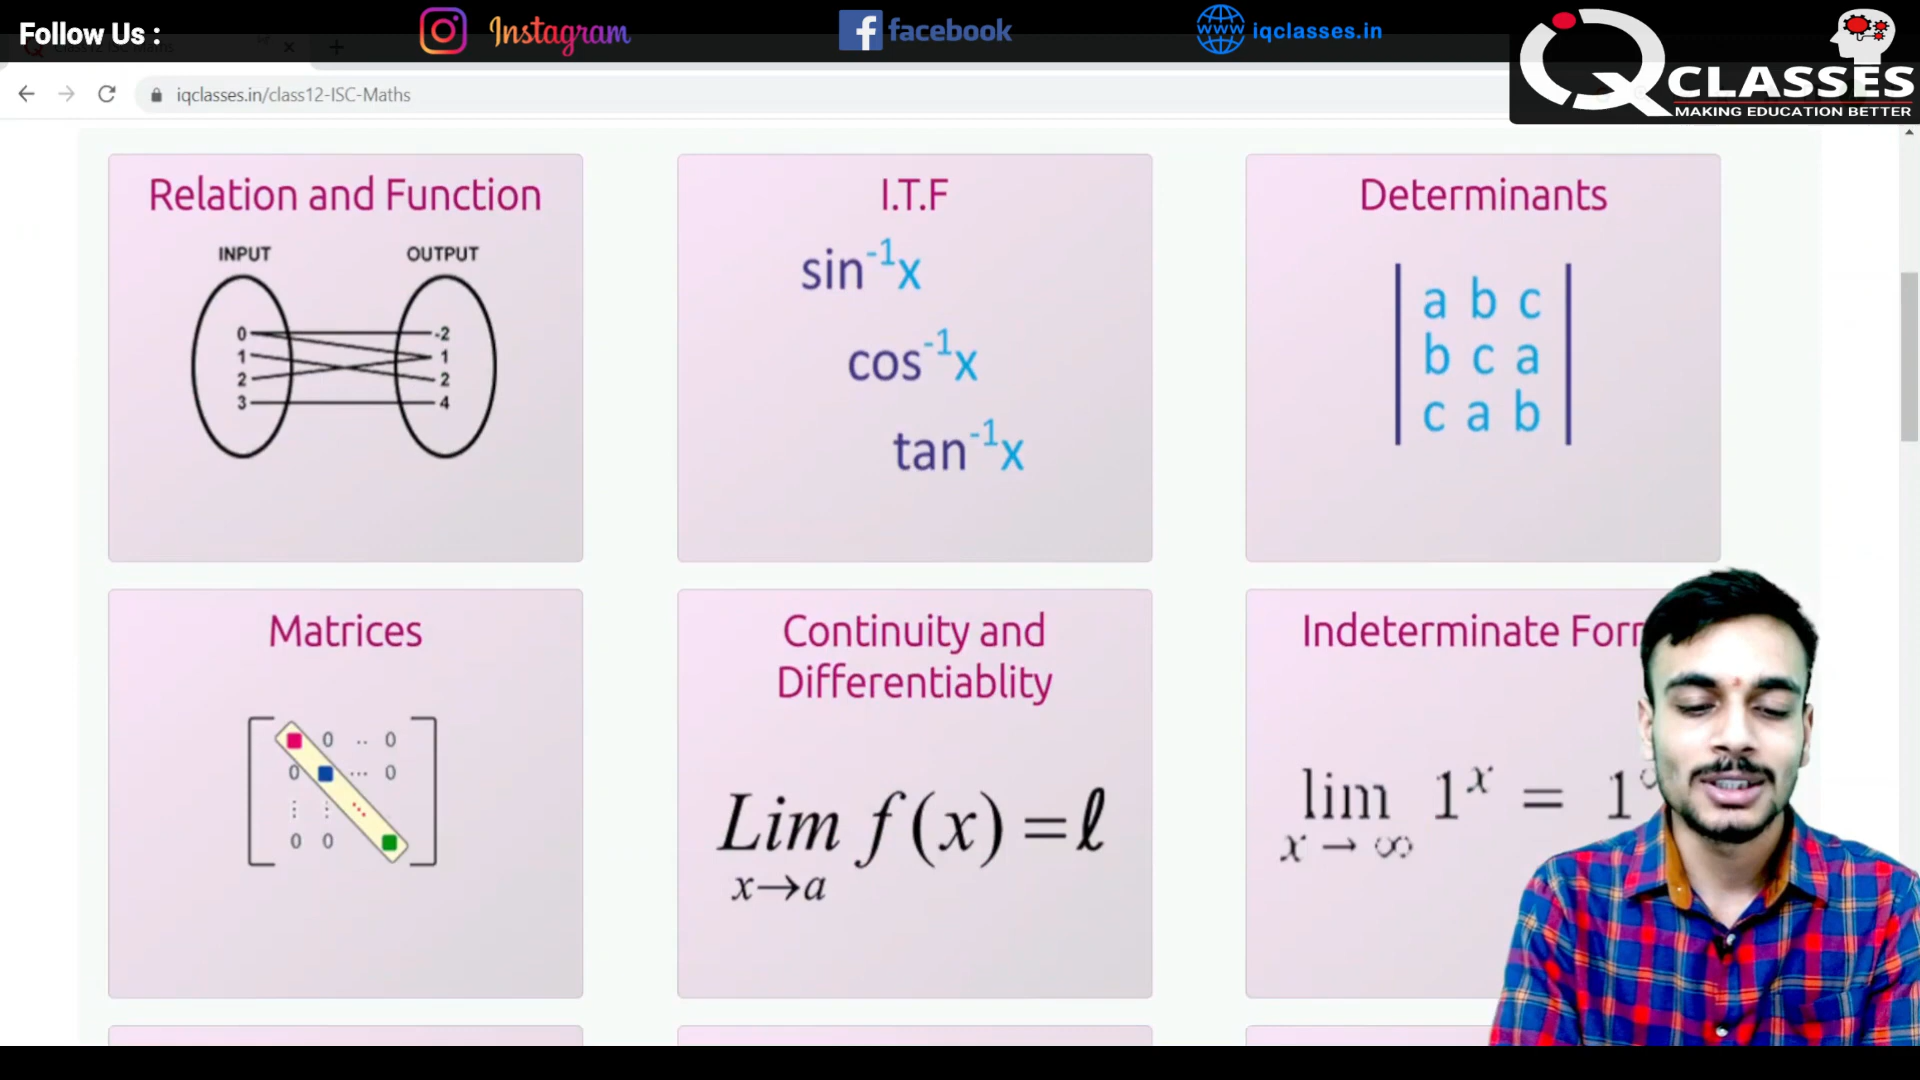 Follow Us :
Instagram
facebook
iqclasses.in
IQ CLASSES
MAKING EDUCATION BETTER
iqclasses.in/class12-ISC-Maths
Relation and Function
INPUT OUTPUT
0 -2
1 1
2 2
3 4
I.T.F
sin⁻¹x
cos⁻¹x
tan⁻¹x
Determinants
a b c
b c a
c a b
Matrices
0 .. 0
0 ... 0
⋮ ⋮ ⋱
0 0
Continuity and
Differentiablity
Lim f(x) = ℓ
x→a
Indeterminate
lim 1ˣ = 1
x → ∞